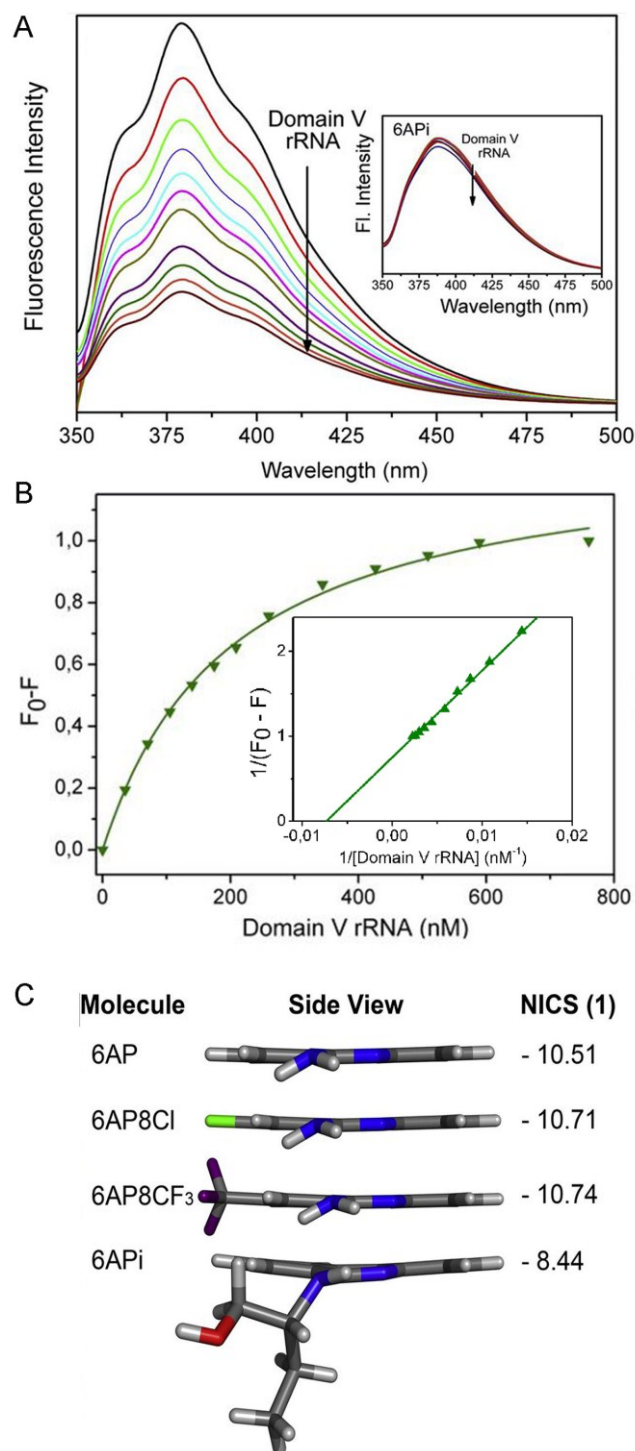 A
Fluorescence Intensity
Domain V
rRNA
6APi
Domain V
rRNA
Fl. Intensity
350 375 400 425 450 475 500
Wavelength (nm)
350 375 400 425 450 475 500
Wavelength (nm)
B
F0-F
1,0
0,8
0,6
0,4
0,2
0,0
1/(F0 - F)
2
1
0
-0,01 0,00 0,01 0,02
1/[Domain V rRNA] (nM⁻¹)
0 200 400 600 800
Domain V rRNA (nM)
C
Molecule Side View NICS (1)
6AP - 10.51
6AP8Cl - 10.71
6AP8CF₃ - 10.74
6APi - 8.44